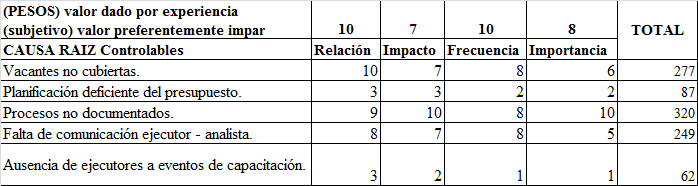 (PESOS) valor dado por experiencia
(subjetivo) valor preferentemente impar 10 7 10 8 TOTAL
CAUSA RAIZ Controlables Relación Impacto Frecuencia Importancia
Vacantes no cubiertas. 10 7 8 6 277
Planificación deficiente del presupuesto. 3 3 2 2 87
Procesos no documentados. 9 10 8 10 320
Falta de comunicación ejecutor - analista. 8 7 8 5 249
Ausencia de ejecutores a eventos de capacitación. 3 2 1 1 62